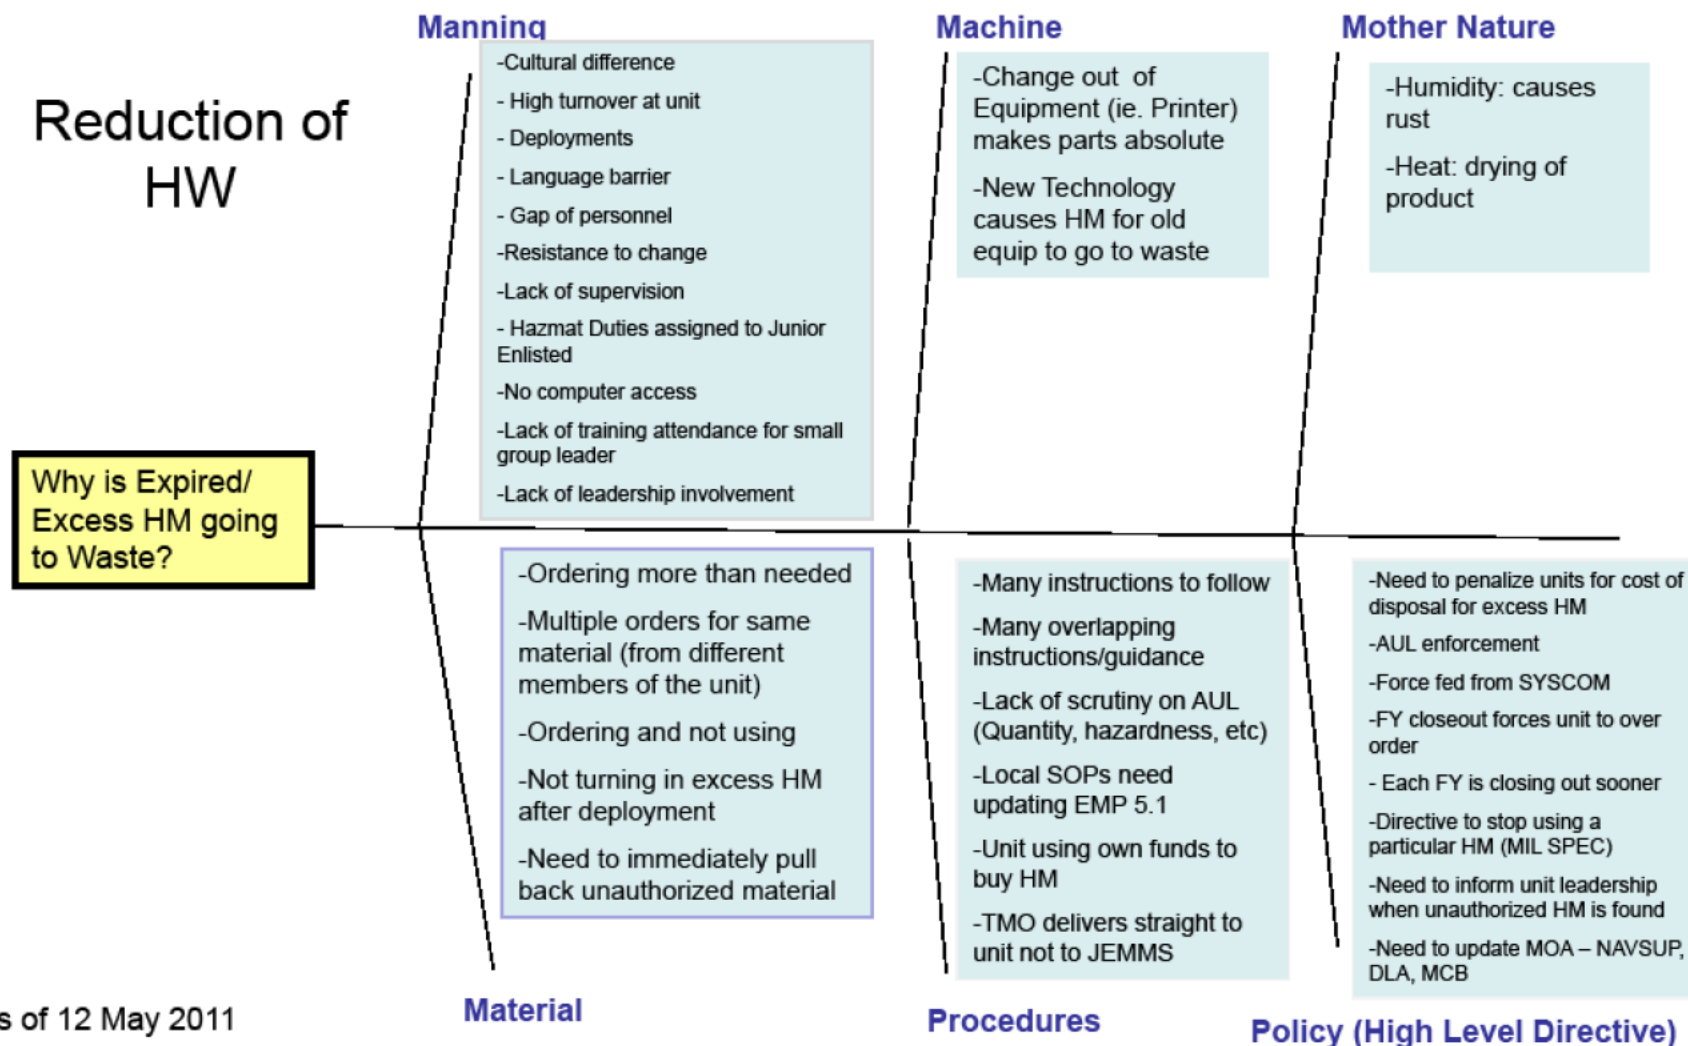 Reduction of
HW
Manning
-Cultural difference
- High turnover at unit
- Deployments
- Language barrier
- Gap of personnel
-Resistance to change
-Lack of supervision
- Hazmat Duties assigned to Junior
Enlisted
-No computer access
-Lack of training attendance for small
group leader
-Lack of leadership involvement
Machine
-Change out of
Equipment (ie. Printer)
makes parts absolute
-New Technology
causes HM for old
equip to go to waste
Mother Nature
-Humidity: causes
rust
-Heat: drying of
product
Why is Expired/
Excess HM going
to Waste?
-Ordering more than needed
-Multiple orders for same
material (from different
members of the unit)
-Ordering and not using
-Not turning in excess HM
after deployment
-Need to immediately pull
back unauthorized material
Material
-Many instructions to follow
-Many overlapping
instructions/guidance
-Lack of scrutiny on AUL
(Quantity, hazardness, etc)
-Local SOPs need
updating EMP 5.1
-Unit using own funds to
buy HM
-TMO delivers straight to
unit not to JEMMS
Procedures
-Need to penalize units for cost of
disposal for excess HM
-AUL enforcement
-Force fed from SYSCOM
-FY closeout forces unit to over
order
- Each FY is closing out sooner
-Directive to stop using a
particular HM (MIL SPEC)
-Need to inform unit leadership
when unauthorized HM is found
-Need to update MOA – NAVSUP,
DLA, MCB
Policy (High Level Directive)
s of 12 May 2011